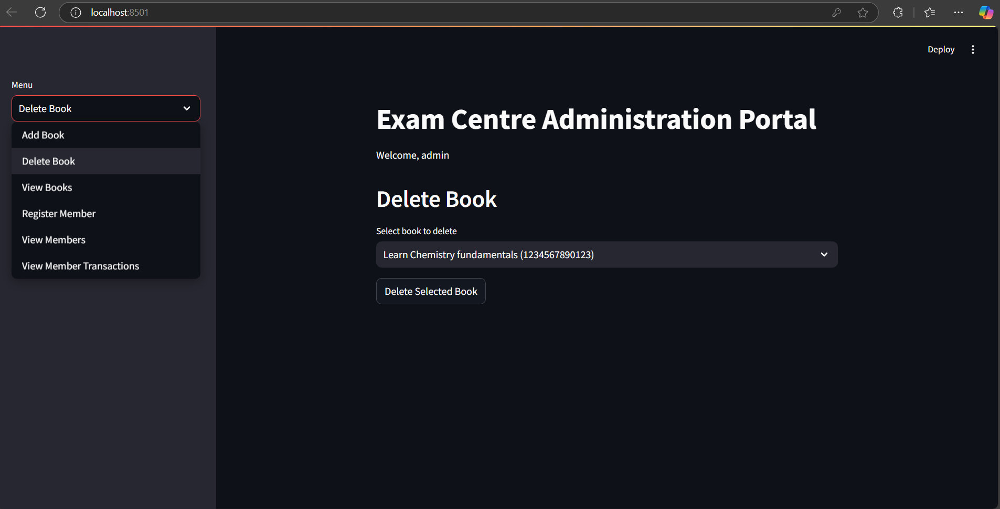 localhost:8501
Deploy
Menu
Delete Book
Add Book
Delete Book
View Books
Register Member
View Members
View Member Transactions
Exam Centre Administration Portal
Welcome, admin
Delete Book
Select book to delete
Learn Chemistry fundamentals (1234567890123)
Delete Selected Book